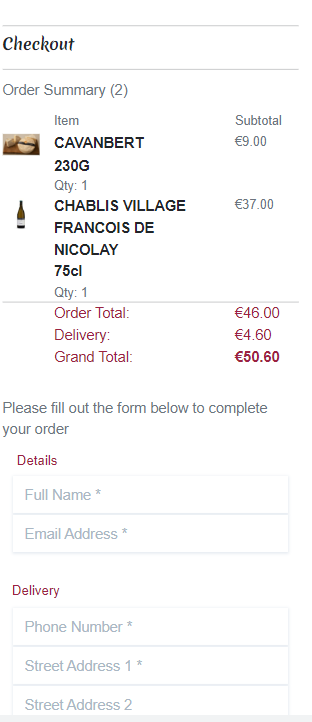 Checkout
Order Summary (2)
Item Subtotal
CAVANBERT €9.00
230G
Qty: 1
CHABLIS VILLAGE €37.00
FRANCOIS DE
NICOLAY
75cl
Qty: 1
Order Total: €46.00
Delivery: €4.60
Grand Total: €50.60
Please fill out the form below to complete
your order
Details
Full Name *
Email Address *
Delivery
Phone Number *
Street Address 1 *
Street Address 2